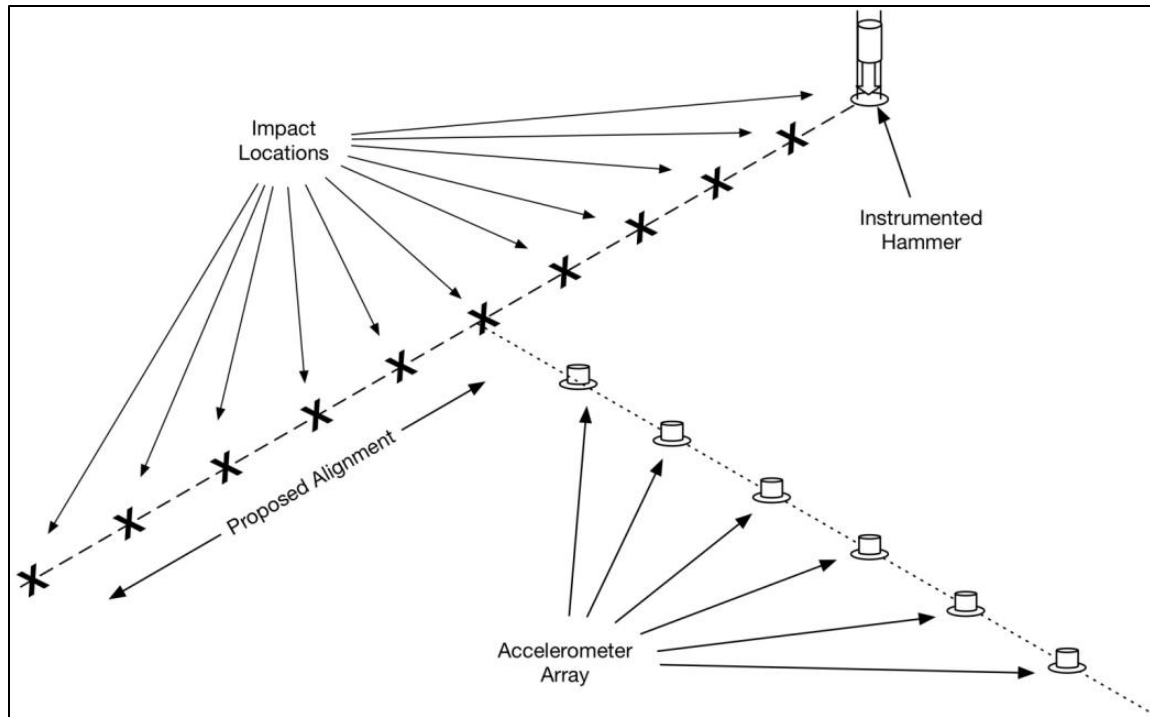 Impact
Locations
Instrumented
Hammer
Proposed Alignment
Accelerometer
Array